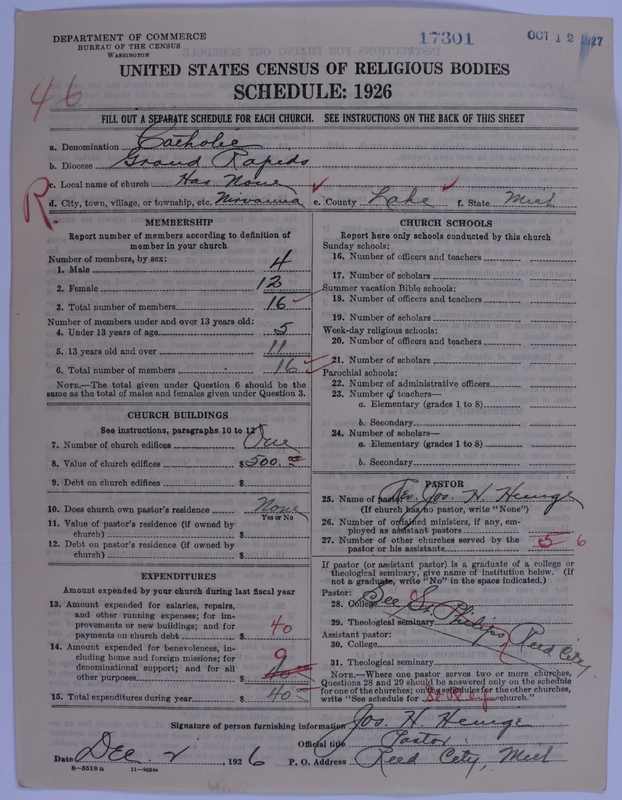 DEPARTMENT OF COMMERCE
BUREAU OF THE CENSUS
WASHINGTON
17301
OCT 12 1927
UNITED STATES CENSUS OF RELIGIOUS BODIES
SCHEDULE: 1926
46
FILL OUT A SEPARATE SCHEDULE FOR EACH CHURCH. SEE INSTRUCTIONS ON THE BACK OF THIS SHEET
a. Denomination Catholic
b. Diocese Grand Rapids
c. Local name of church Has None
R.
d. City, town, village, or township, etc. Nirvanna e. County Lake f. State Mich
MEMBERSHIP
Report number of members according to definition of
member in your church
Number of members, by sex:
1. Male 4
2. Female 12
3. Total number of members 16
Number of members under and over 13 years old:
4. Under 13 years of age 5
5. 13 years old and over 11
6. Total number of members 16
NOTE.—The total given under Question 6 should be the
same as the total of males and females given under Question 3.
CHURCH BUILDINGS
See instructions, paragraphs 10 to 12
7. Number of church edifices One
8. Value of church edifices $500.00
9. Debt on church edifices $
10. Does church own pastor's residence None
Yes or No
11. Value of pastor's residence (if owned by
church) $
12. Debt on pastor's residence (if owned by
church) $
EXPENDITURES
Amount expended by your church during last fiscal year
13. Amount expended for salaries, repairs,
and other running expenses; for im-
provements or new buildings; and for
payments on church debt $ 40
14. Amount expended for benevolences, in-
cluding home and foreign missions; for
denominational support; and for all
other purposes $ 0
15. Total expenditures during year $ 40
CHURCH SCHOOLS
Report here only schools conducted by this church
Sunday schools:
16. Number of officers and teachers
17. Number of scholars
Summer vacation Bible schools:
18. Number of officers and teachers
19. Number of scholars
Week-day religious schools:
20. Number of officers and teachers
21. Number of scholars
Parochial schools:
22. Number of administrative officers
23. Number of teachers—
a. Elementary (grades 1 to 8)
b. Secondary
24. Number of scholars—
a. Elementary (grades 1 to 8)
b. Secondary
PASTOR
25. Name of pastor Rev. Jos. H.
(If church has no pastor, write "None")
26. Number of ordained ministers, if any, em-
ployed as assistant pastors
27. Number of other churches served by the
pastor or his assistants 5 6
If pastor (or assistant pastor) is a graduate of a college or
theological seminary, give name of institution below. (If
not a graduate, write "No" in the space indicated.)
Pastor:
28. College See St Philips Reed City
29. Theological seminary
Assistant pastor:
30. College
31. Theological seminary
NOTE.—Where one pastor serves two or more churches,
Questions 28 and 29 should be answered only on the schedule
for one of the churches; on the schedules for the other churches,
write "See schedule for church."
Signature of person furnishing information Jos. H.
Official title Pastor
Date Dec 2, 1926 P. O. Address Reed City, Mich
8—5518 a 11—9054a